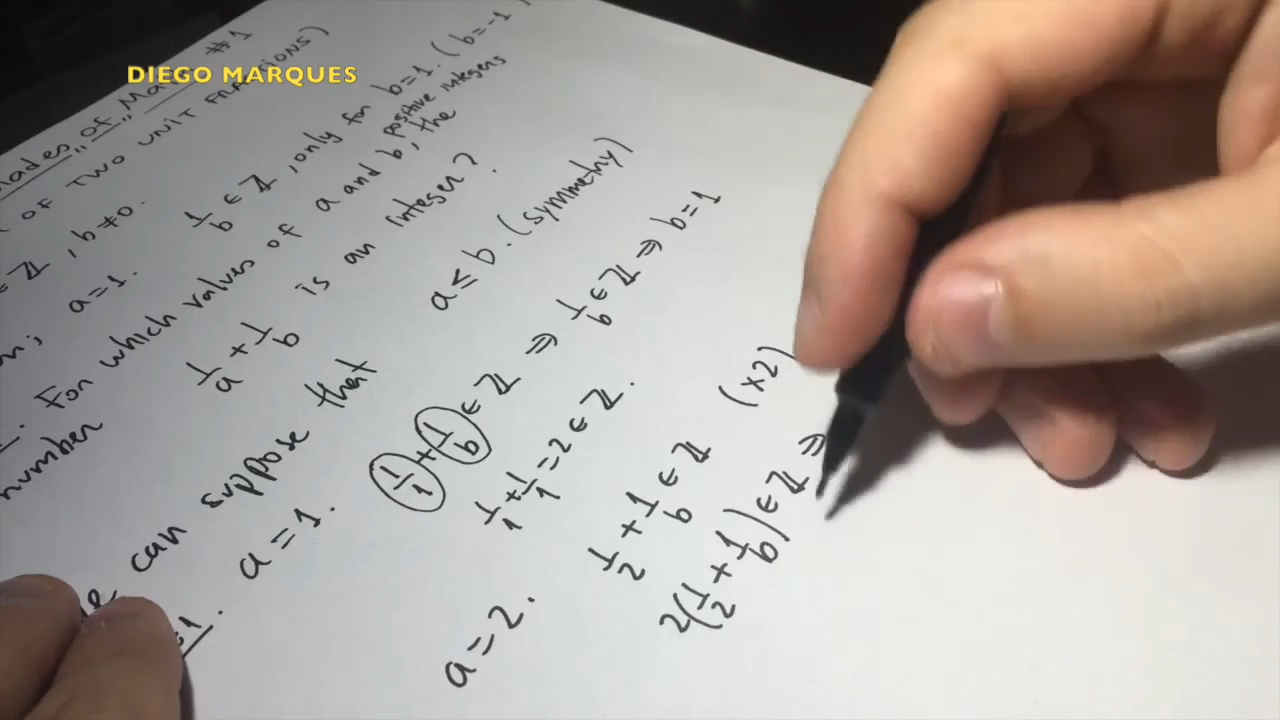 DIEGO MARQUES
of Mat #1
OF TWO UNIT FRACTIONS)
∈ ℤ, b≠0.
a=1. 1/b ∈ ℤ, only for b=1. (b=-1
For which values of a and b, positive integers the
number 1/a + 1/b is an integer?
can suppose that a≤b. (symmetry)
a=1. 1/1 + 1/b ∈ ℤ ⇒ 1/b ∈ ℤ ⇒ b=1
1/1 + 1/1 = 2 ∈ ℤ.
a=2. 1/2 + 1/b ∈ ℤ (×2)
2(1/2 + 1/b) ∈ ℤ ⇒